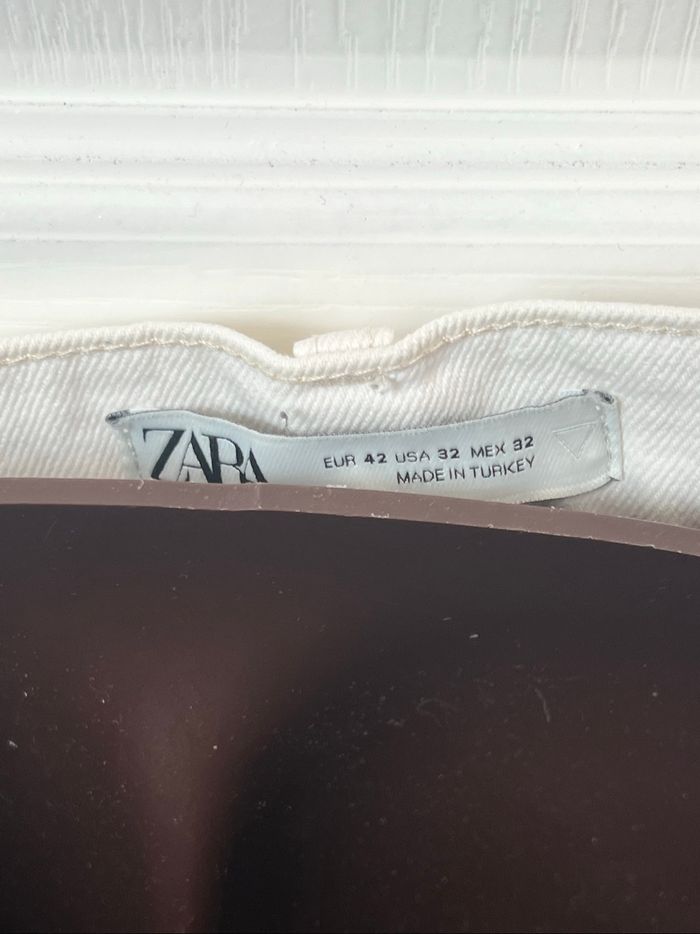 ZARA
EUR 42 USA 32 MEX 32
MADE IN TURKEY